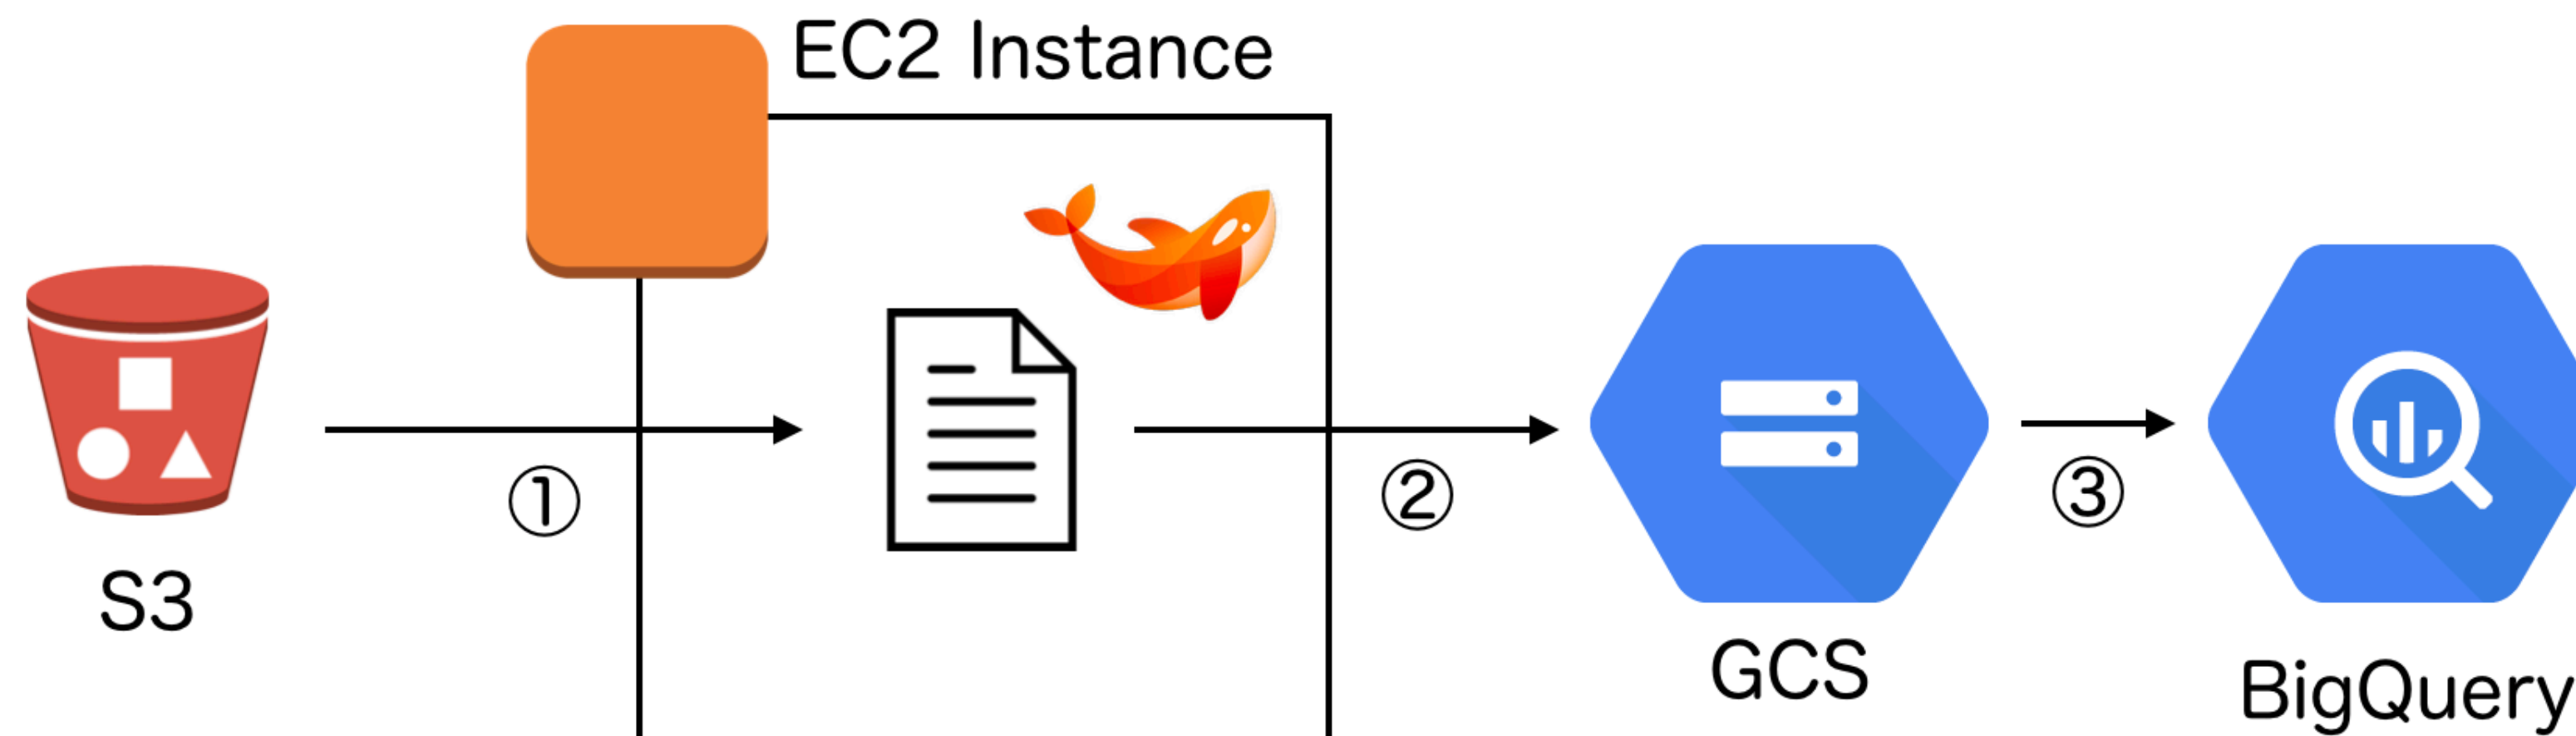 EC2 Instance
①
②
③
S3
GCS
BigQuery